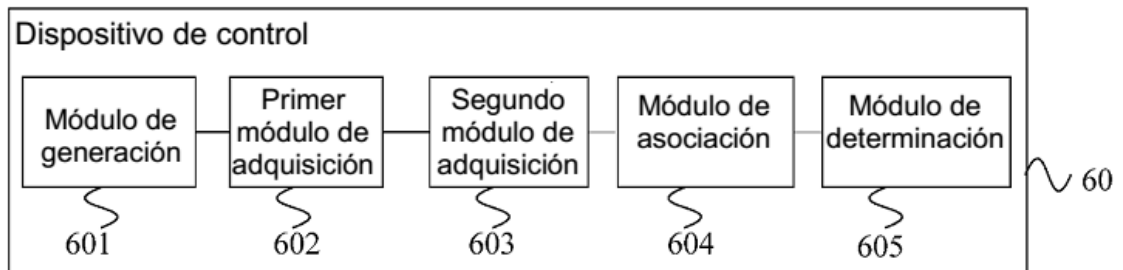 Dispositivo de control
Módulo de
generación
Primer
módulo de
adquisición
Segundo
módulo de
adquisición
Módulo de
asociación
Módulo de
determinación
60
601
602
603
604
605